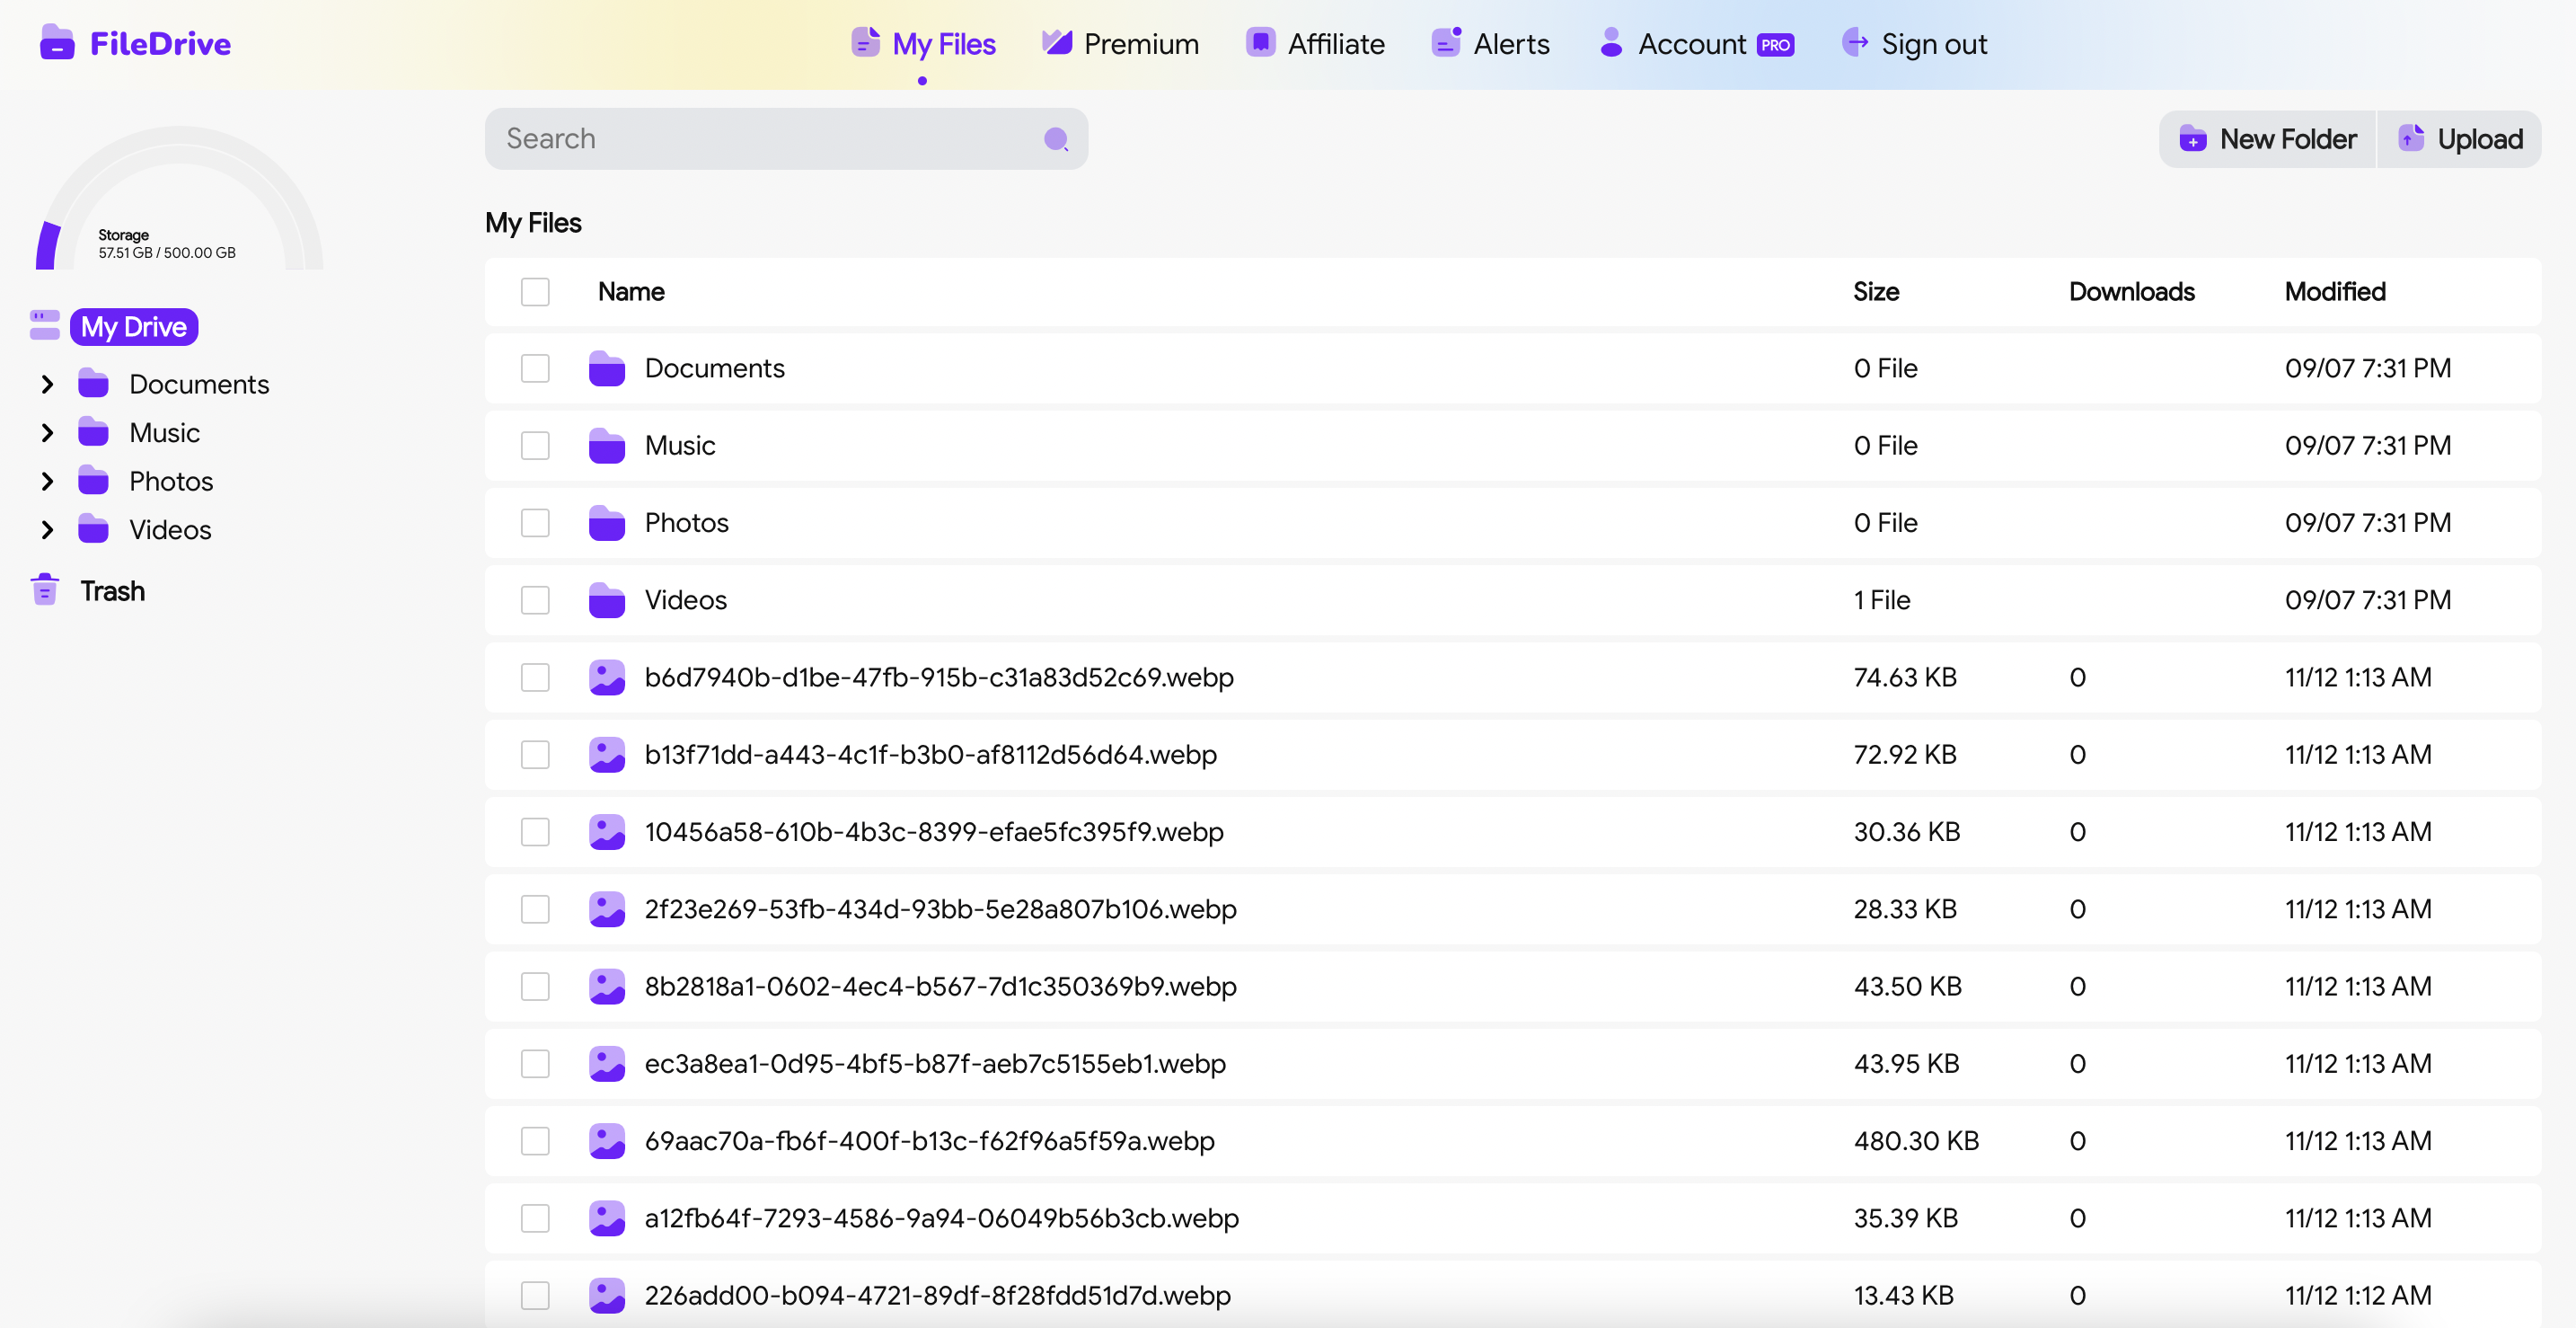 FileDrive
My Files Premium Affiliate Alerts Account PRO Sign out
Search
New Folder Upload
Storage
57.51 GB / 500.00 GB
My Drive
Documents
Music
Photos
Videos
Trash
My Files
Name Size Downloads Modified
Documents 0 File 09/07 7:31 PM
Music 0 File 09/07 7:31 PM
Photos 0 File 09/07 7:31 PM
Videos 1 File 09/07 7:31 PM
b6d7940b-d1be-47fb-915b-c31a83d52c69.webp 74.63 KB 0 11/12 1:13 AM
b13f71dd-a443-4c1f-b3b0-af8112d56d64.webp 72.92 KB 0 11/12 1:13 AM
10456a58-610b-4b3c-8399-efae5fc395f9.webp 30.36 KB 0 11/12 1:13 AM
2f23e269-53fb-434d-93bb-5e28a807b106.webp 28.33 KB 0 11/12 1:13 AM
8b2818a1-0602-4ec4-b567-7d1c350369b9.webp 43.50 KB 0 11/12 1:13 AM
ec3a8ea1-0d95-4bf5-b87f-aeb7c5155eb1.webp 43.95 KB 0 11/12 1:13 AM
69aac70a-fb6f-400f-b13c-f62f96a5f59a.webp 480.30 KB 0 11/12 1:13 AM
a12fb64f-7293-4586-9a94-06049b56b3cb.webp 35.39 KB 0 11/12 1:13 AM
226add00-b094-4721-89df-8f28fdd51d7d.webp 13.43 KB 0 11/12 1:12 AM